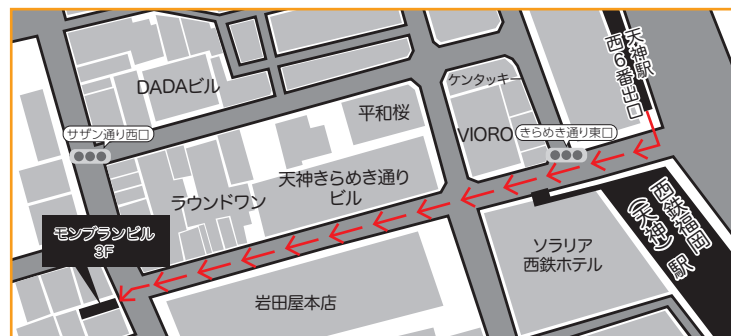 DADAビル
サザン通り西口
平和桜
ケンタッキー
VIORO
きらめき通り東口
天神駅
西6番出口
ラウンドワン
天神きらめき通り
ビル
モンブランビル
3F
岩田屋本店
ソラリア
西鉄ホテル
西鉄福岡
(天神)駅